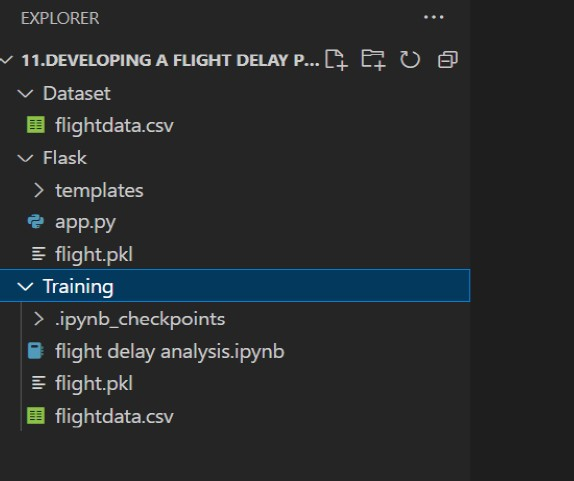 EXPLORER
11.DEVELOPING A FLIGHT DELAY P...
Dataset
flightdata.csv
Flask
templates
app.py
flight.pkl
Training
.ipynb_checkpoints
flight delay analysis.ipynb
flight.pkl
flightdata.csv